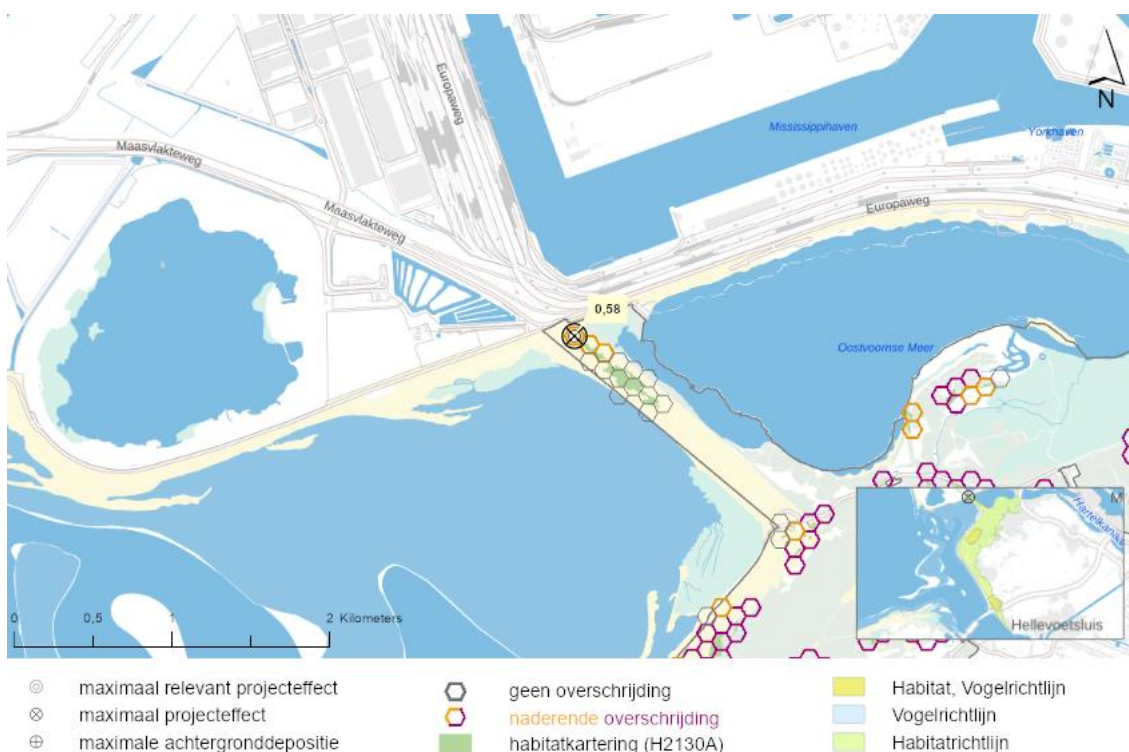 Europaweg
N
Mississippihaven
Yorkhaven
Maasvlakteweg
Maasvlakteweg
Europaweg
0,58
Oostvoornse Meer
M
Hartelkanaal
Hellevoetsluis
0 0,5 1 2 Kilometers
maximaal relevant projecteffect
geen overschrijding
Habitat, Vogelrichtlijn
maximaal projecteffect
naderende overschrijding
Vogelrichtlijn
maximale achtergronddepositie
habitatkartering (H2130A)
Habitatrichtlijn